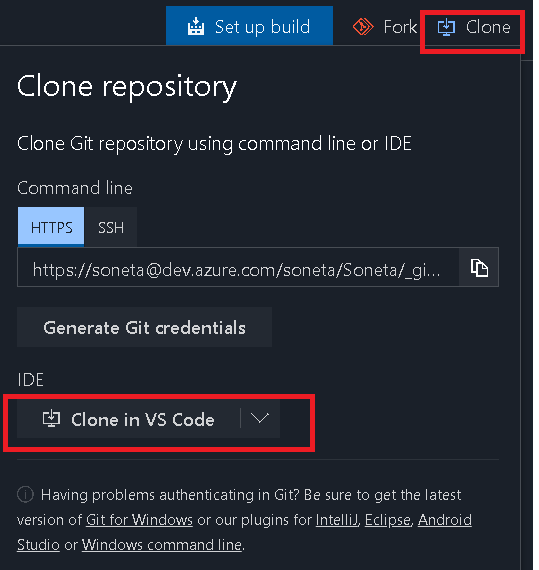 Set up build Fork Clone
Clone repository
Clone Git repository using command line or IDE
Command line
HTTPS SSH
https://soneta@dev.azure.com/soneta/Soneta/_gi...
Generate Git credentials
IDE
Clone in VS Code
Having problems authenticating in Git? Be sure to get the latest
version of Git for Windows or our plugins for IntelliJ, Eclipse, Android
Studio or Windows command line.